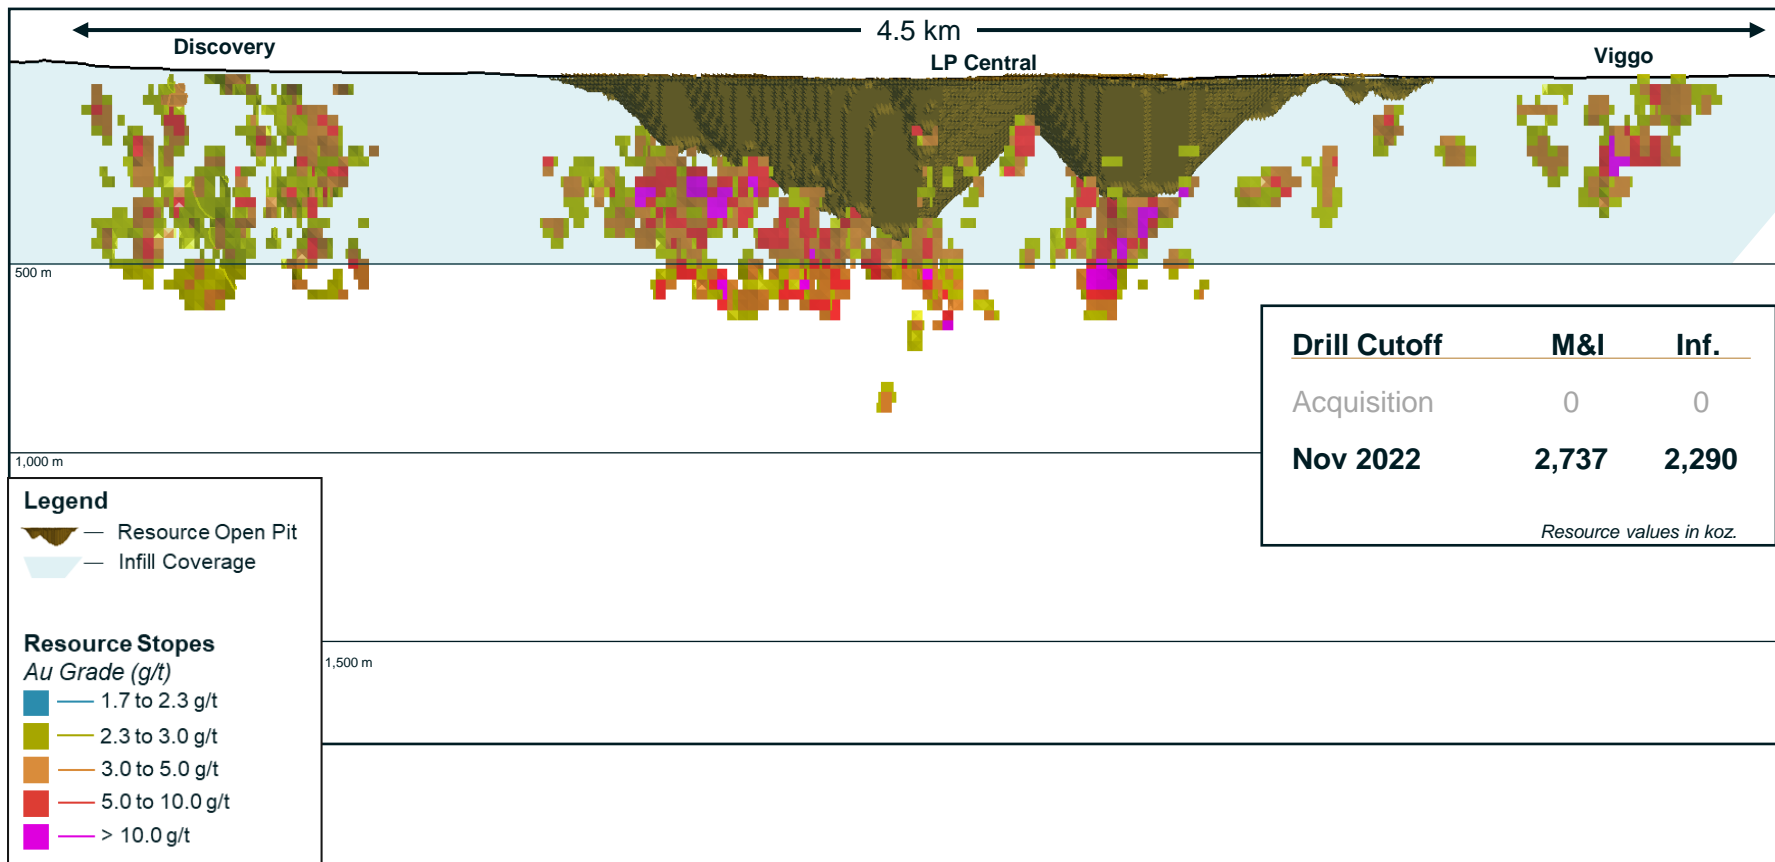 4.5 km
Discovery
LP Central
Viggo
500 m
1,000 m
1,500 m
Drill Cutoff M&I Inf.
Acquisition 0 0
Nov 2022 2,737 2,290
Resource values in koz.
Legend
Resource Open Pit
Infill Coverage
Resource Stopes
Au Grade (g/t)
1.7 to 2.3 g/t
2.3 to 3.0 g/t
3.0 to 5.0 g/t
5.0 to 10.0 g/t
> 10.0 g/t